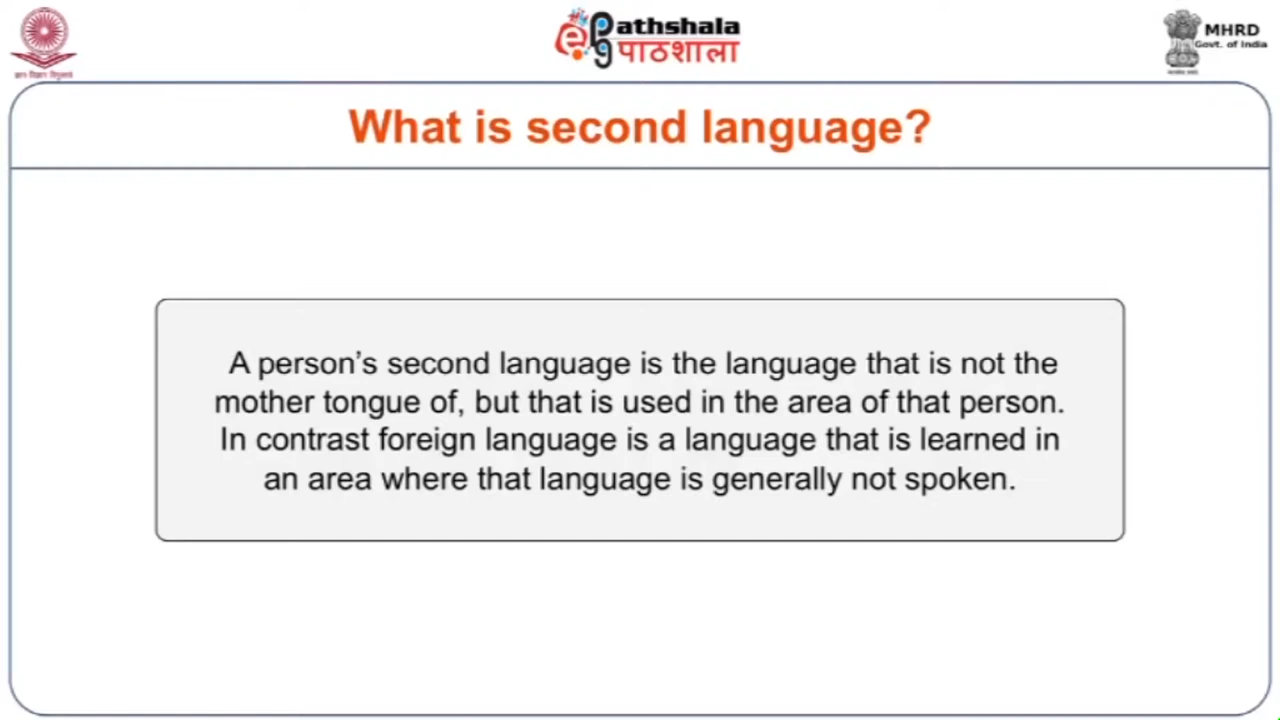 Pathshala
पाठशाला
MHRD
Govt. of India
What is second language?
A person’s second language is the language that is not the
mother tongue of, but that is used in the area of that person.
In contrast foreign language is a language that is learned in
an area where that language is generally not spoken.